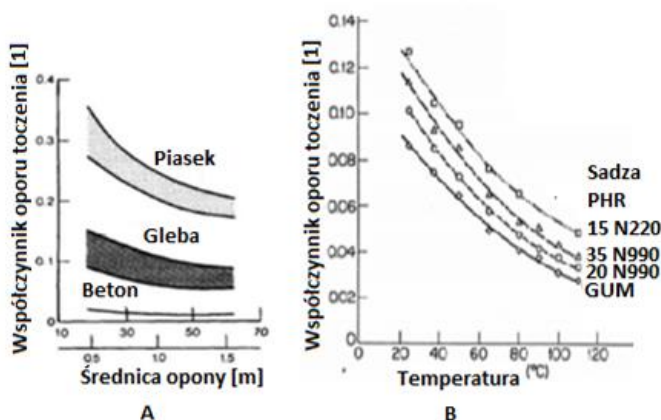 Współczynnik oporu toczenia [1]
0.4
0.3
0.2
0.1
0
Piasek
Gleba
Beton
10 30 50 70
0.5 1.0 1.5
Średnica opony [m]
A
Współczynnik oporu toczenia [1]
0.14
0.12
0.10
0.08
0.06
0.04
0.02
0.00
Sadza
PHR
15 N220
35 N990
20 N990
GUM
0 20 40 60 80 100 120
Temperatura (°C)
B